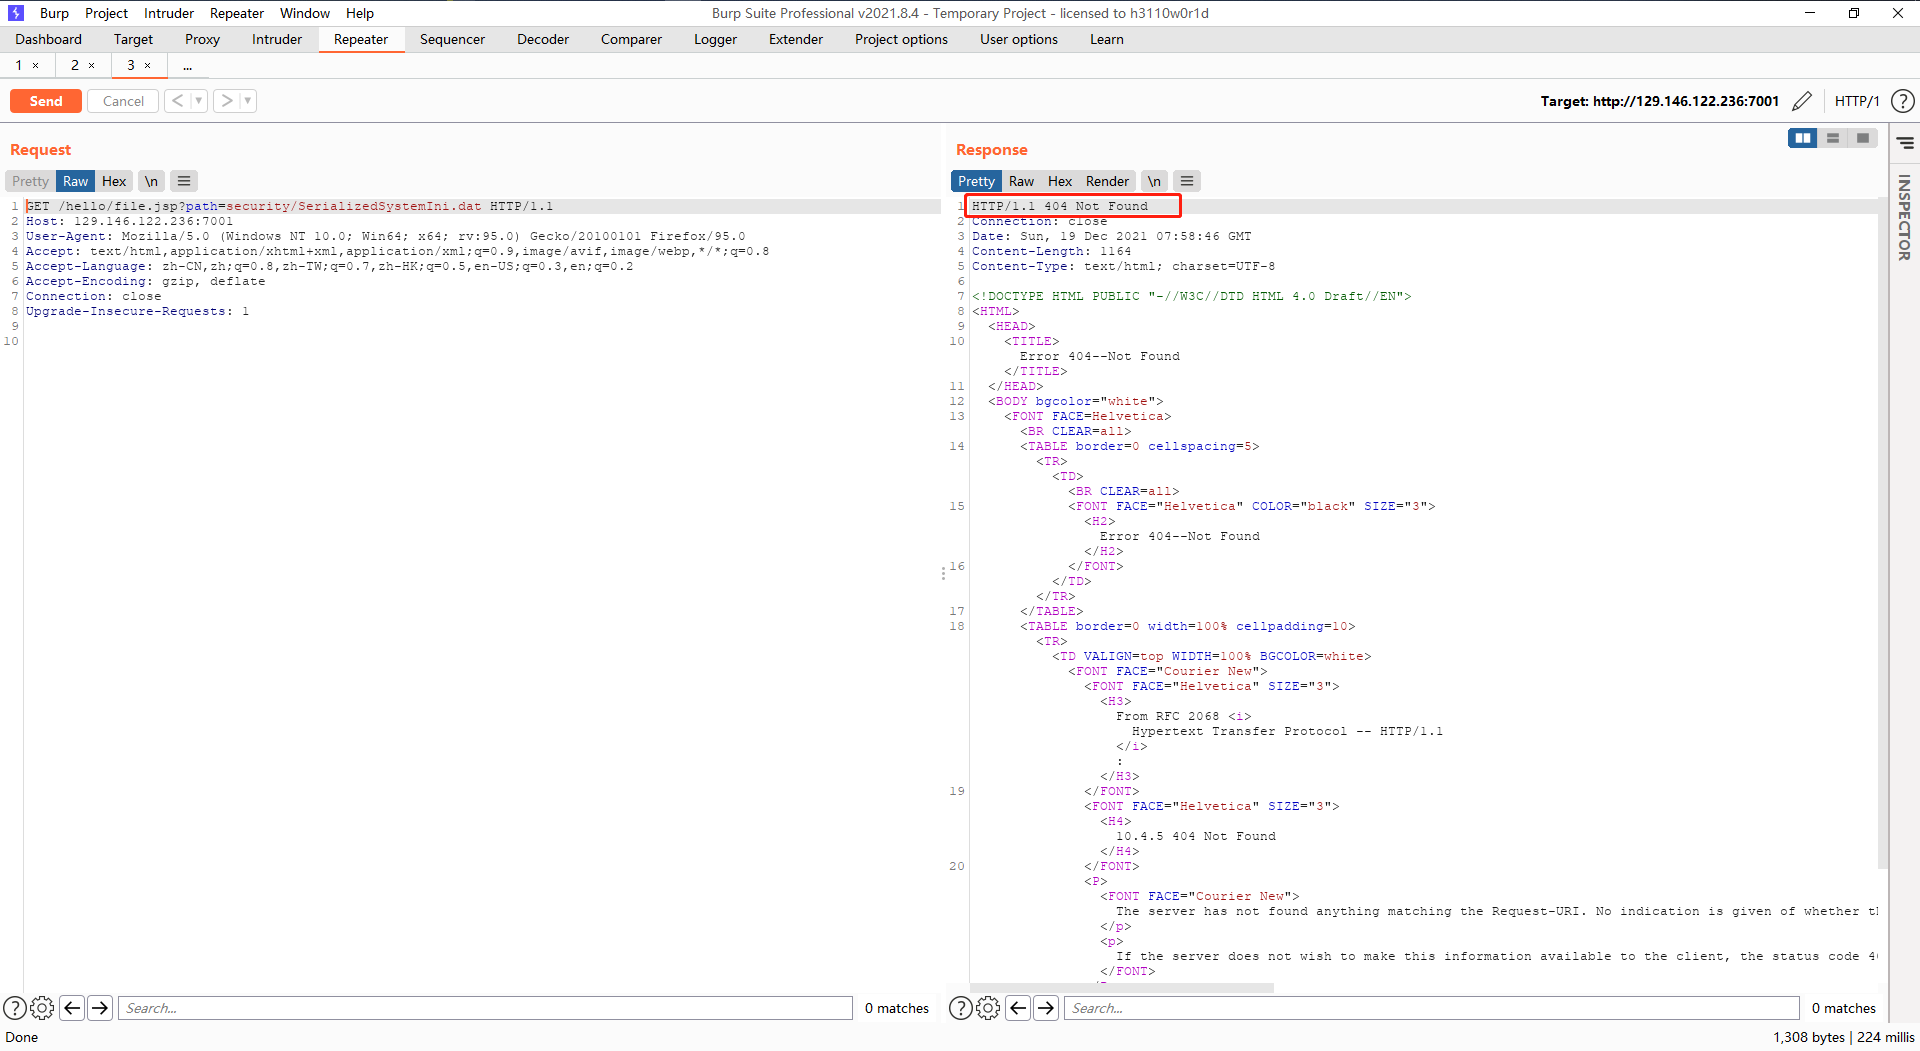 Burp Project Intruder Repeater Window Help
Burp Suite Professional v2021.8.4 - Temporary Project - licensed to h3110w0r1d
Dashboard Target Proxy Intruder Repeater Sequencer Decoder Comparer Logger Extender Project options User options Learn
1 × 2 × 3 × ...
Send Cancel < ▾ > ▾
Target: http://129.146.122.236:7001 HTTP/1 ?
Request
Pretty Raw Hex \n
1 GET /hello/file.jsp?path=security/SerializedSystemIni.dat HTTP/1.1
2 Host: 129.146.122.236:7001
3 User-Agent: Mozilla/5.0 (Windows NT 10.0; Win64; x64; rv:95.0) Gecko/20100101 Firefox/95.0
4 Accept: text/html,application/xhtml+xml,application/xml;q=0.9,image/avif,image/webp,*/*;q=0.8
5 Accept-Language: zh-CN,zh;q=0.8,zh-TW;q=0.7,zh-HK;q=0.5,en-US;q=0.3,en;q=0.2
6 Accept-Encoding: gzip, deflate
7 Connection: close
8 Upgrade-Insecure-Requests: 1
9
10
? Search... 0 matches
Response
Pretty Raw Hex Render \n
1 HTTP/1.1 404 Not Found
2 Connection: close
3 Date: Sun, 19 Dec 2021 07:58:46 GMT
4 Content-Length: 1164
5 Content-Type: text/html; charset=UTF-8
6
7 <!DOCTYPE HTML PUBLIC "-//W3C//DTD HTML 4.0 Draft//EN">
8 <HTML>
9 <HEAD>
10 <TITLE>
Error 404--Not Found
</TITLE>
11 </HEAD>
12 <BODY bgcolor="white">
13 <FONT FACE=Helvetica>
<BR CLEAR=all>
14 <TABLE border=0 cellspacing=5>
<TR>
<TD>
<BR CLEAR=all>
15 <FONT FACE="Helvetica" COLOR="black" SIZE="3">
<H2>
Error 404--Not Found
</H2>
16 </FONT>
</TD>
</TR>
17 </TABLE>
18 <TABLE border=0 width=100% cellpadding=10>
<TR>
<TD VALIGN=top WIDTH=100% BGCOLOR=white>
<FONT FACE="Courier New">
<FONT FACE="Helvetica" SIZE="3">
<H3>
From RFC 2068 <i>
Hypertext Transfer Protocol -- HTTP/1.1
</i>
:
</H3>
19 </FONT>
<FONT FACE="Helvetica" SIZE="3">
<H4>
10.4.5 404 Not Found
</H4>
20 </FONT>
<P>
<FONT FACE="Courier New">
The server has not found anything matching the Request-URI. No indication is given of whether
</p>
<p>
If the server does not wish to make this information available to the client, the status code
</FONT>
? Search... 0 matches
INSPECTOR
Done
1,308 bytes | 224 millis